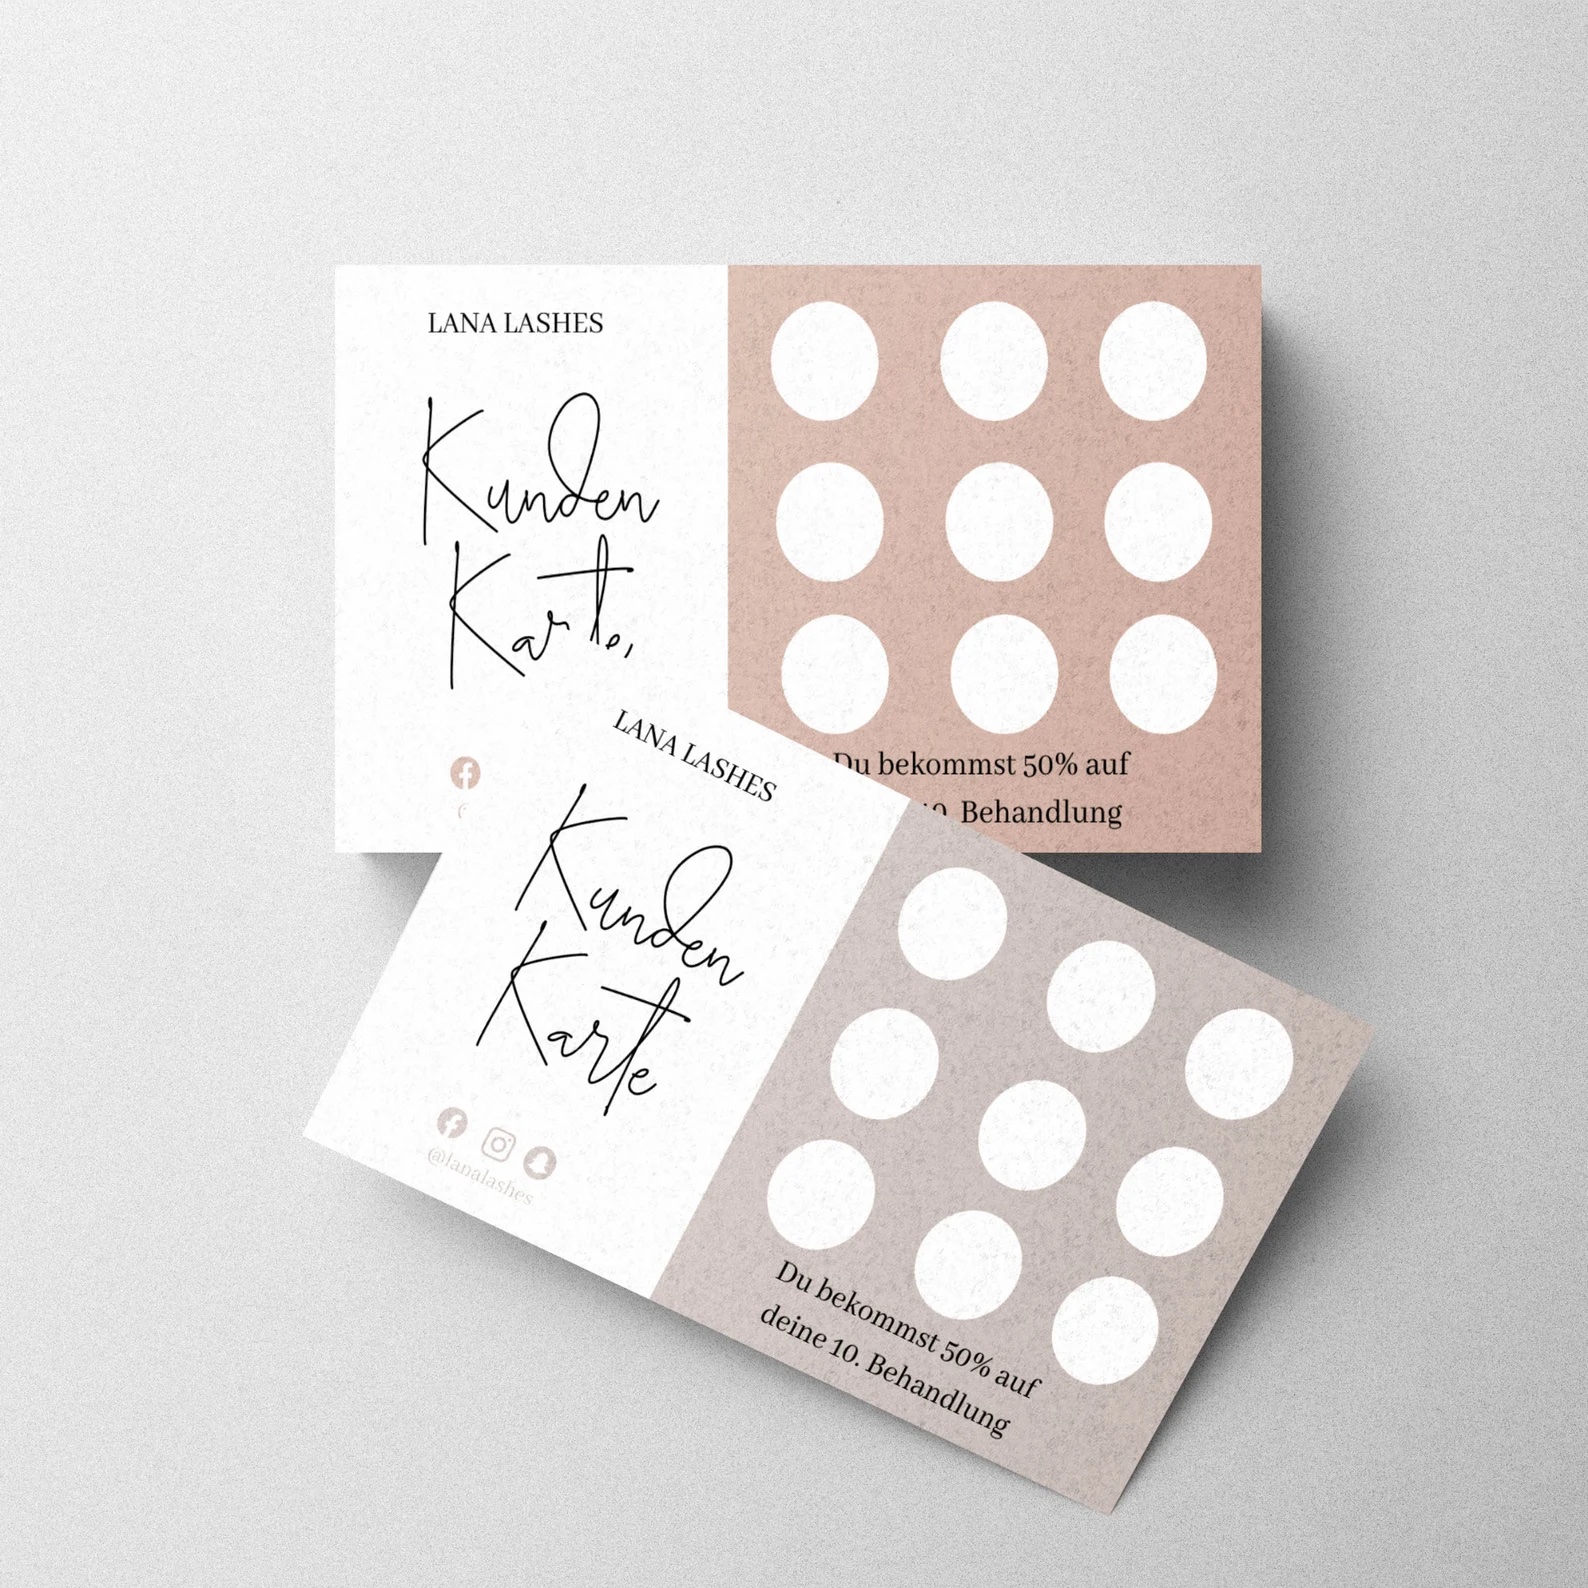 LANA LASHES
Kunden
Kart
Du bekommst 50% auf
Behandlung
LANA LASHES
Kunden
Karte
@lanalashes
Du bekommst 50% auf
deine 10. Behandlung